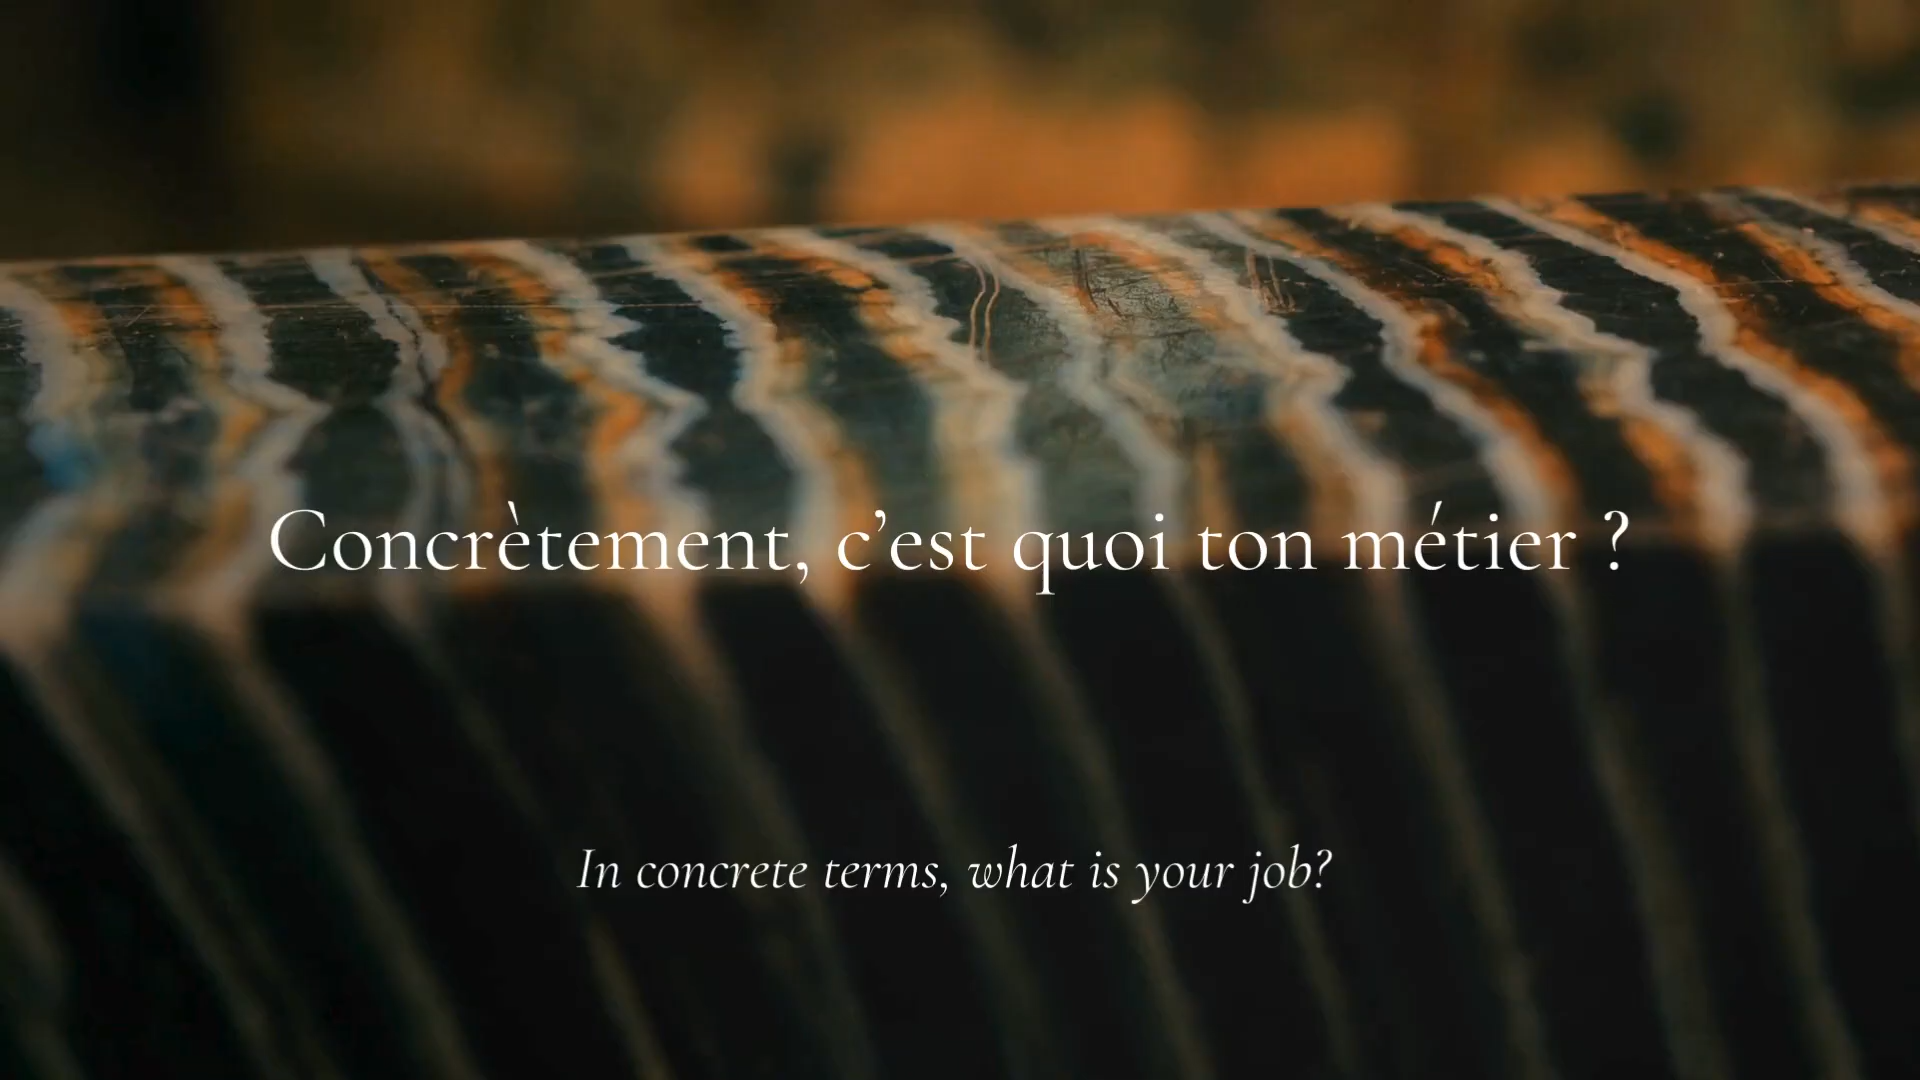 Concrètement, c’est quoi ton métier ?
In concrete terms, what is your job?